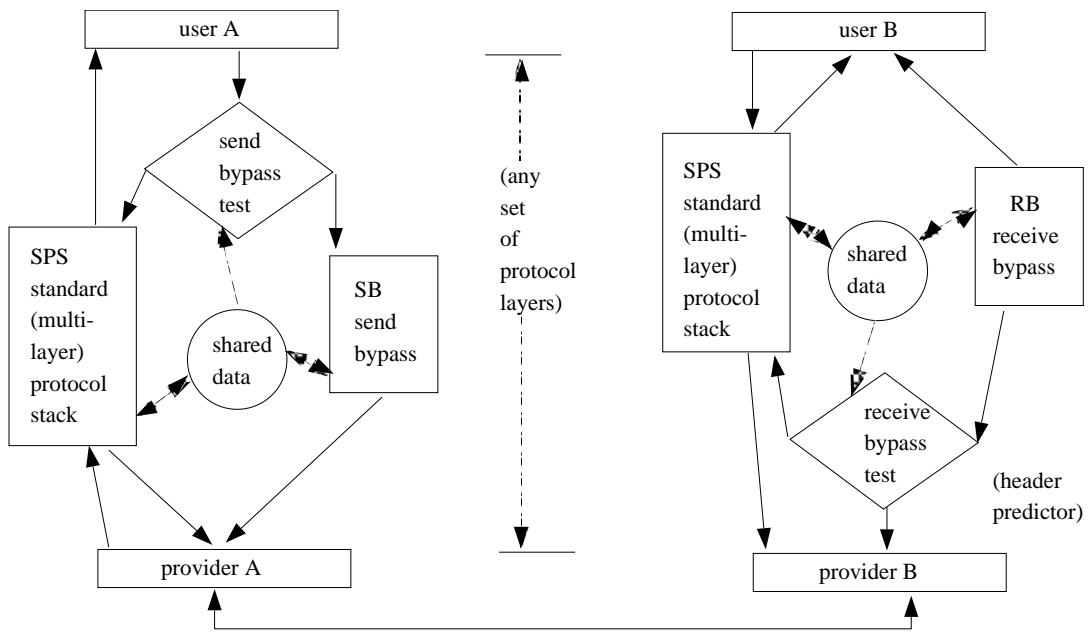 user A
send
bypass
test
SPS
standard
(multi-
layer)
protocol
stack
shared
data
SB
send
bypass
provider A
(any
set
of
protocol
layers)
user B
SPS
standard
(multi-
layer)
protocol
stack
shared
data
RB
receive
bypass
receive
bypass
test
(header
predictor)
provider B